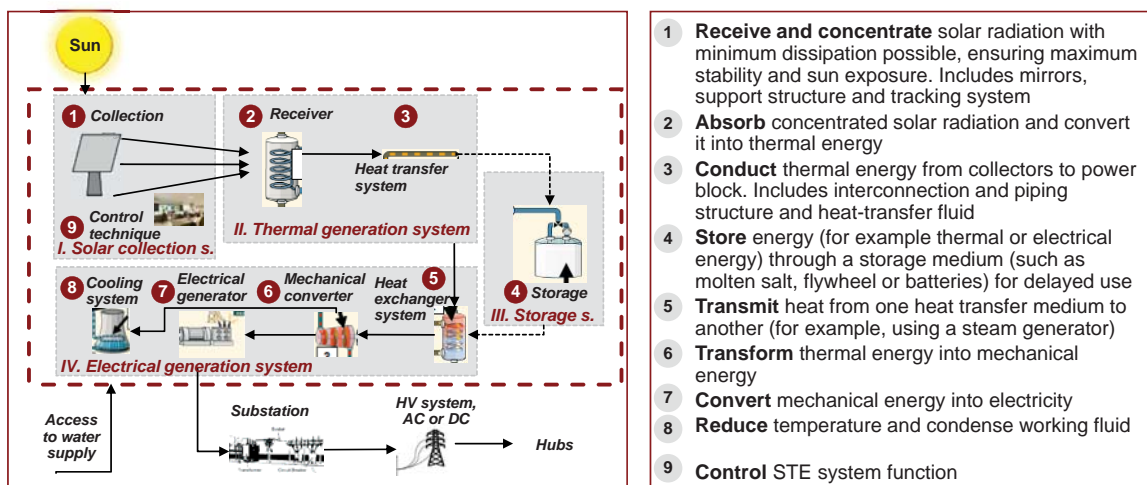 Sun
1 Collection
2 Receiver
3
Heat transfer
system
9 Control
technique
I. Solar collection s.
II. Thermal generation system
4 Storage
III. Storage s.
8 Cooling
system
7 Electrical
generator
6 Mechanical
converter
Heat
exchanger
system
5
IV. Electrical generation system
Access
to water
supply
Substation
HV system,
AC or DC
Hubs
1 Receive and concentrate solar radiation with
minimum dissipation possible, ensuring maximum
stability and sun exposure. Includes mirrors,
support structure and tracking system
2 Absorb concentrated solar radiation and convert
it into thermal energy
3 Conduct thermal energy from collectors to power
block. Includes interconnection and piping
structure and heat-transfer fluid
4 Store energy (for example thermal or electrical
energy) through a storage medium (such as
molten salt, flywheel or batteries) for delayed use
5 Transmit heat from one heat transfer medium to
another (for example, using a steam generator)
6 Transform thermal energy into mechanical
energy
7 Convert mechanical energy into electricity
8 Reduce temperature and condense working fluid
9 Control STE system function